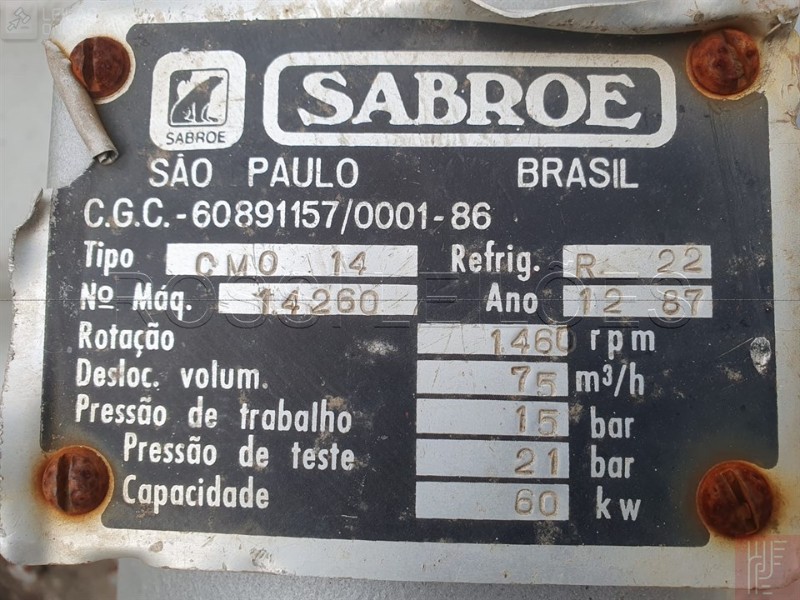 SABROE
SABROE
SÃO PAULO BRASIL
C.G.C.-60891157/0001-86
Tipo CMO 14 Refrig. R 22
Nº Máq. 14260 Ano 12 87
Rotação 1460 rpm
Desloc. volum. 75 m³/h
Pressão de trabalho 15 bar
Pressão de teste 21 bar
Capacidade 60 kw